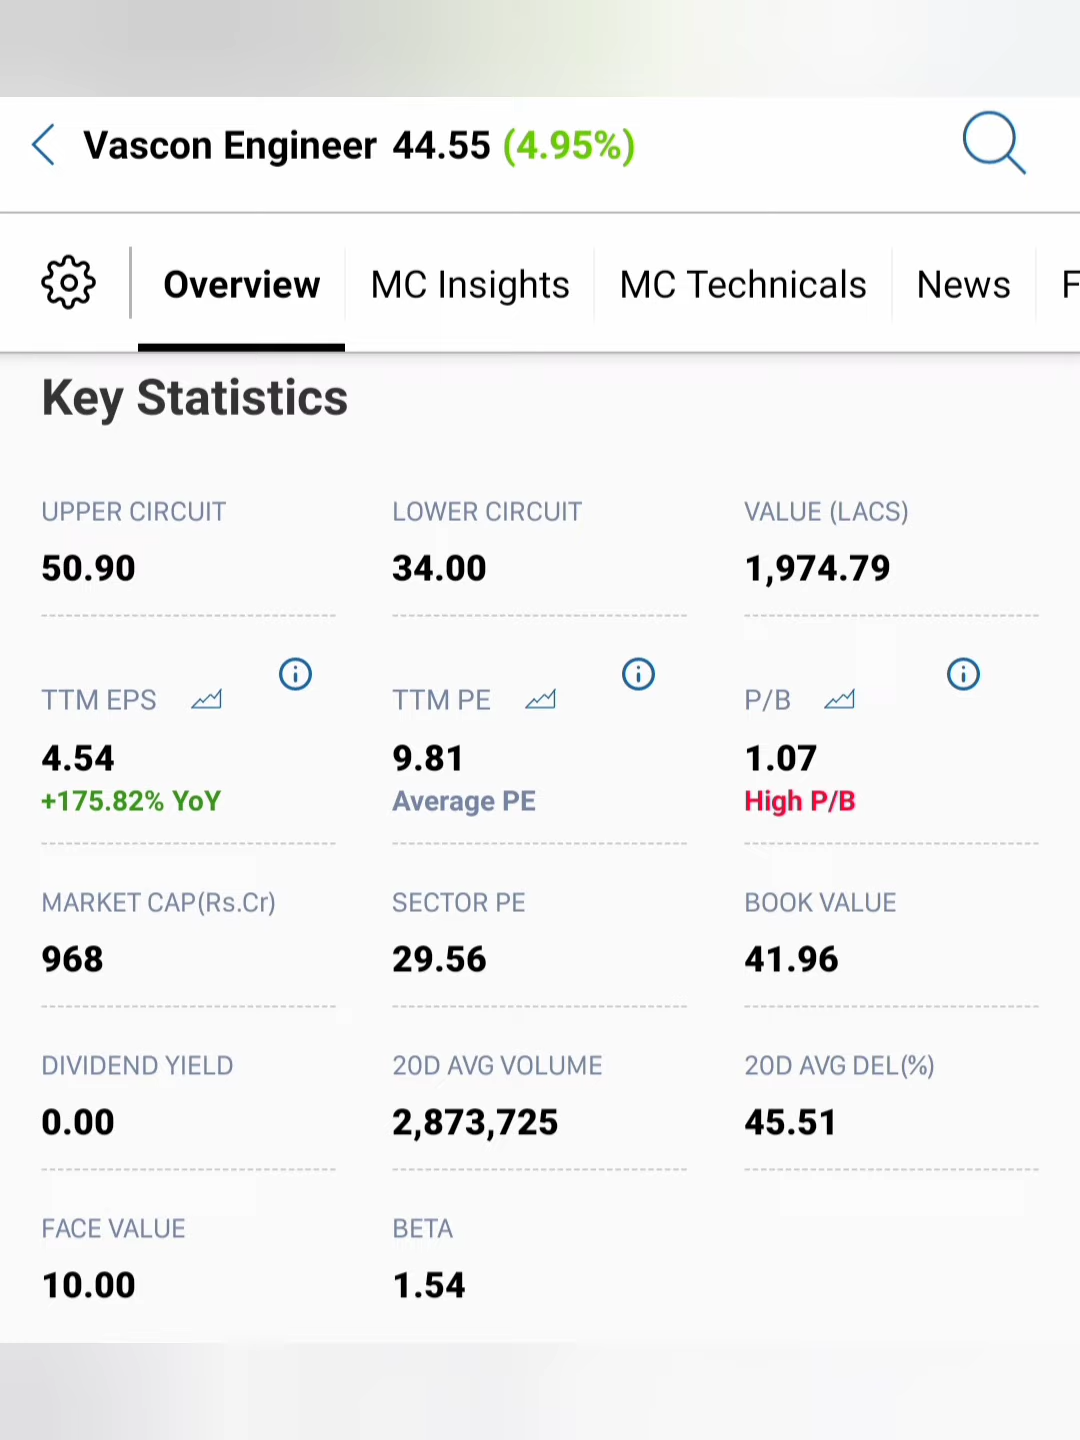 Vascon Engineer 44.55 (4.95%)
Overview MC Insights MC Technicals News F
Key Statistics
UPPER CIRCUIT LOWER CIRCUIT VALUE (LACS)
50.90 34.00 1,974.79
TTM EPS TTM PE P/B
4.54 9.81 1.07
+175.82% YoY Average PE High P/B
MARKET CAP(Rs.Cr) SECTOR PE BOOK VALUE
968 29.56 41.96
DIVIDEND YIELD 20D AVG VOLUME 20D AVG DEL(%)
0.00 2,873,725 45.51
FACE VALUE BETA
10.00 1.54